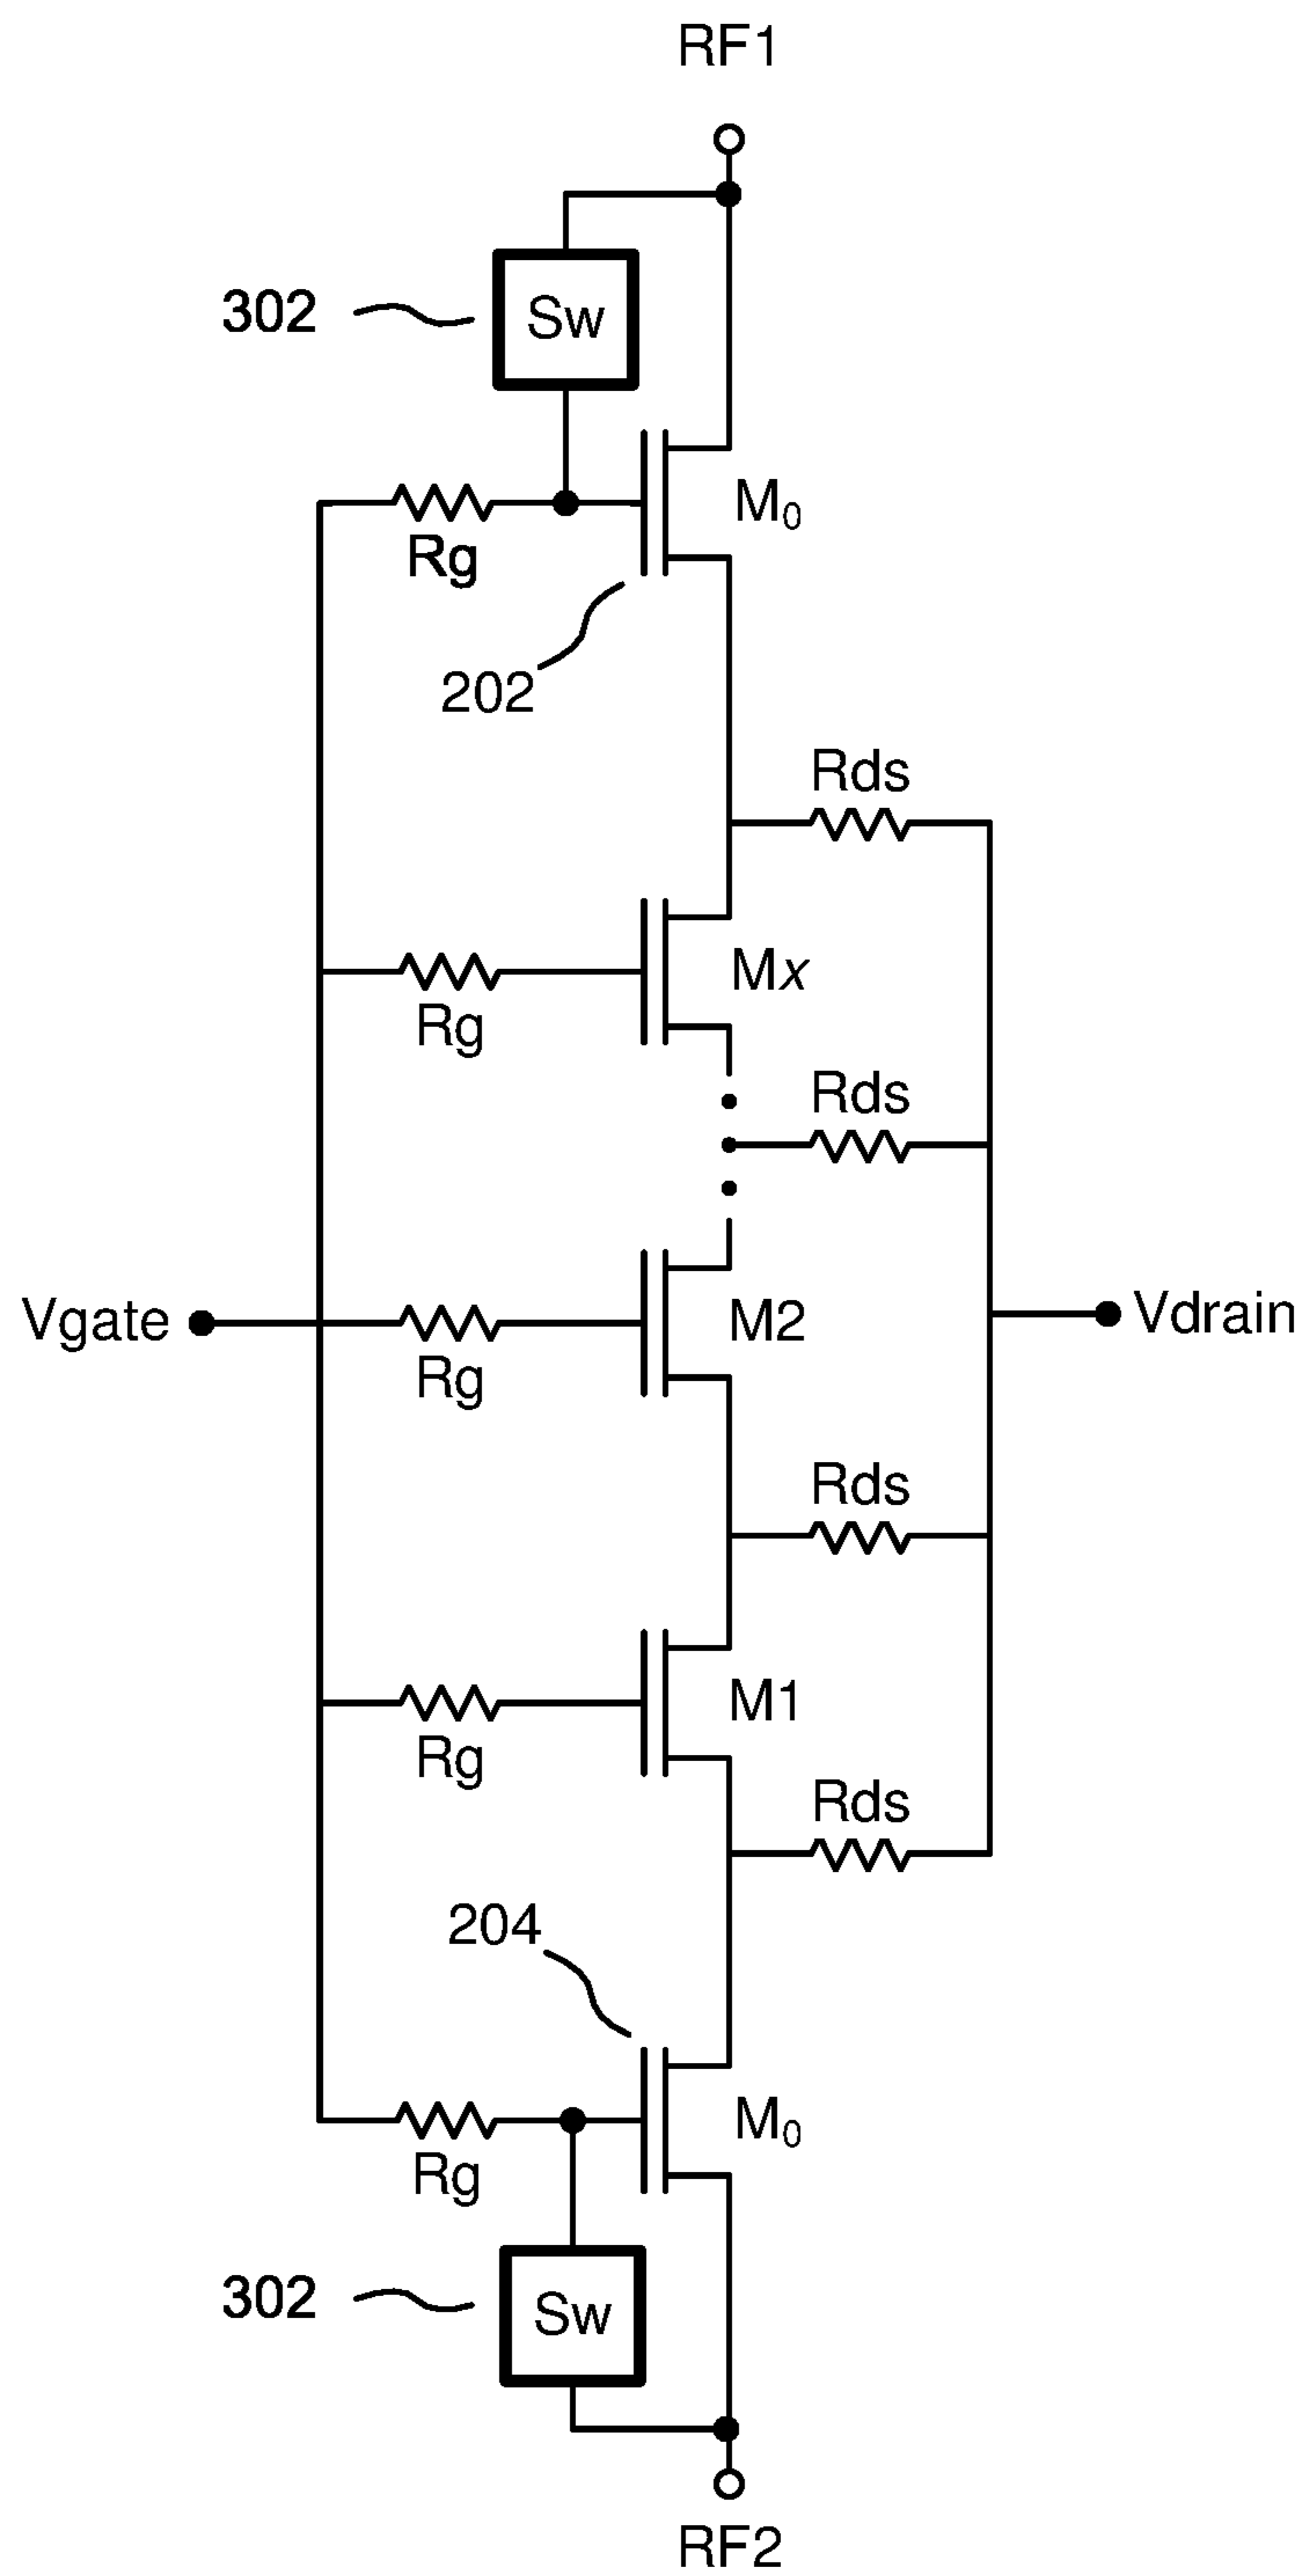 RF1
302
Sw
M₀
Rg
202
Rds
Mx
Rg
Rds
Vgate
M2
Vdrain
Rg
Rds
M1
Rg
Rds
204
M₀
Rg
302
Sw
RF2